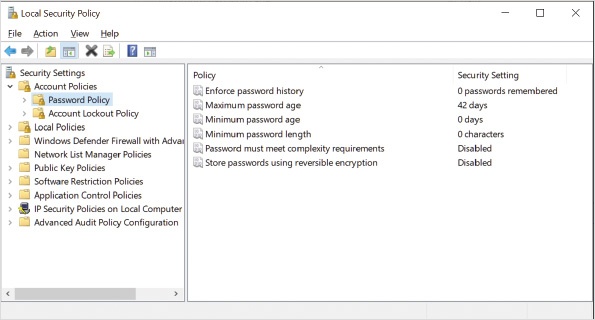 Local Security Policy
File Action View Help
Security Settings
Account Policies
Password Policy
Account Lockout Policy
Local Policies
Windows Defender Firewall with Advan
Network List Manager Policies
Public Key Policies
Software Restriction Policies
Application Control Policies
IP Security Policies on Local Computer
Advanced Audit Policy Configuration
Policy Security Setting
Enforce password history 0 passwords remembered
Maximum password age 42 days
Minimum password age 0 days
Minimum password length 0 characters
Password must meet complexity requirements Disabled
Store passwords using reversible encryption Disabled